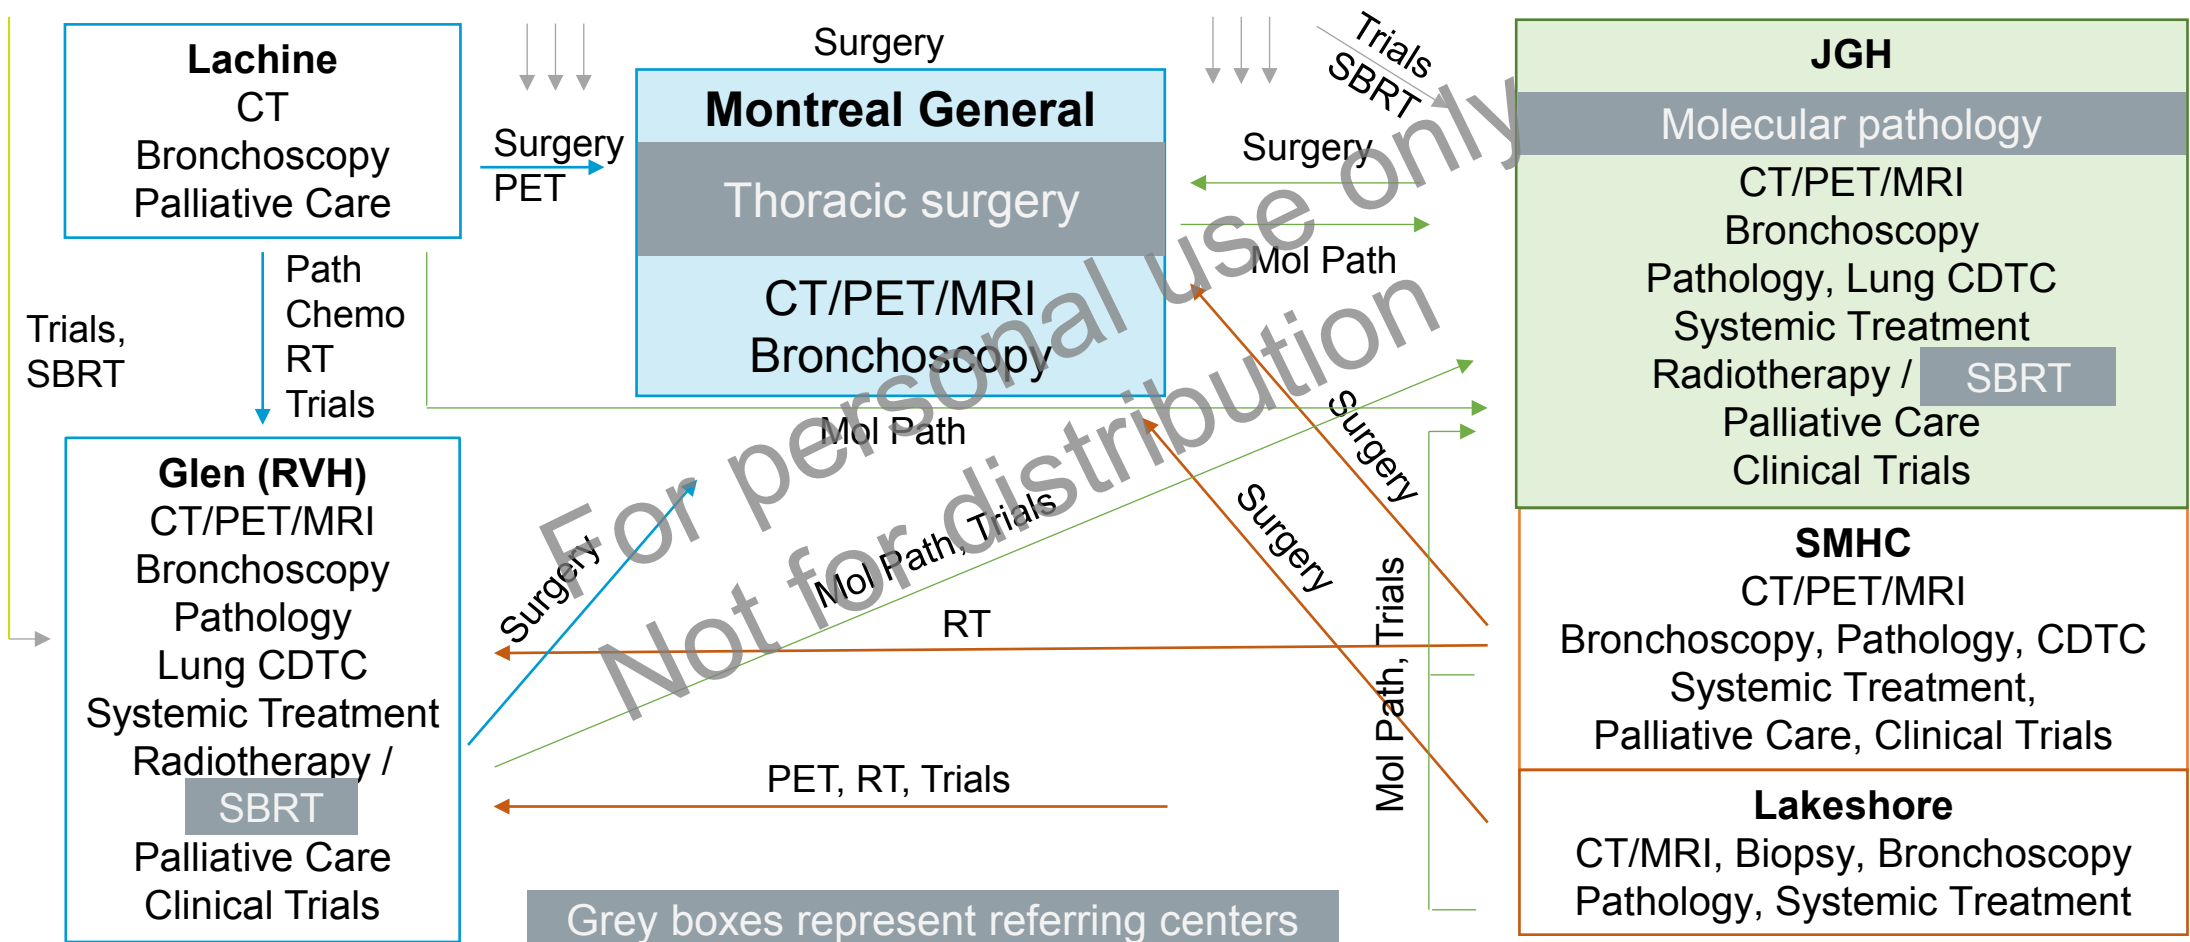 Lachine
CT
Bronchoscopy
Palliative Care
Surgery
PET
Path
Chemo
RT
Trials
Trials,
SBRT
Glen (RVH)
CT/PET/MRI
Bronchoscopy
Pathology
Lung CDTC
Systemic Treatment
Radiotherapy /
SBRT
Palliative Care
Clinical Trials
Surgery
Montreal General
Thoracic surgery
CT/PET/MRI
Bronchoscopy
Trials
SBRT
Surgery
Mol Path
Mol Path
Surgery
Mol Path, Trials
Surgery
Surgery
RT
PET, RT, Trials
Mol Path, Trials
JGH
Molecular pathology
CT/PET/MRI
Bronchoscopy
Pathology, Lung CDTC
Systemic Treatment
Radiotherapy / SBRT
Palliative Care
Clinical Trials
SMHC
CT/PET/MRI
Bronchoscopy, Pathology, CDTC
Systemic Treatment,
Palliative Care, Clinical Trials
Lakeshore
CT/MRI, Biopsy, Bronchoscopy
Pathology, Systemic Treatment
Grey boxes represent referring centers
For personal use only
Not for distribution